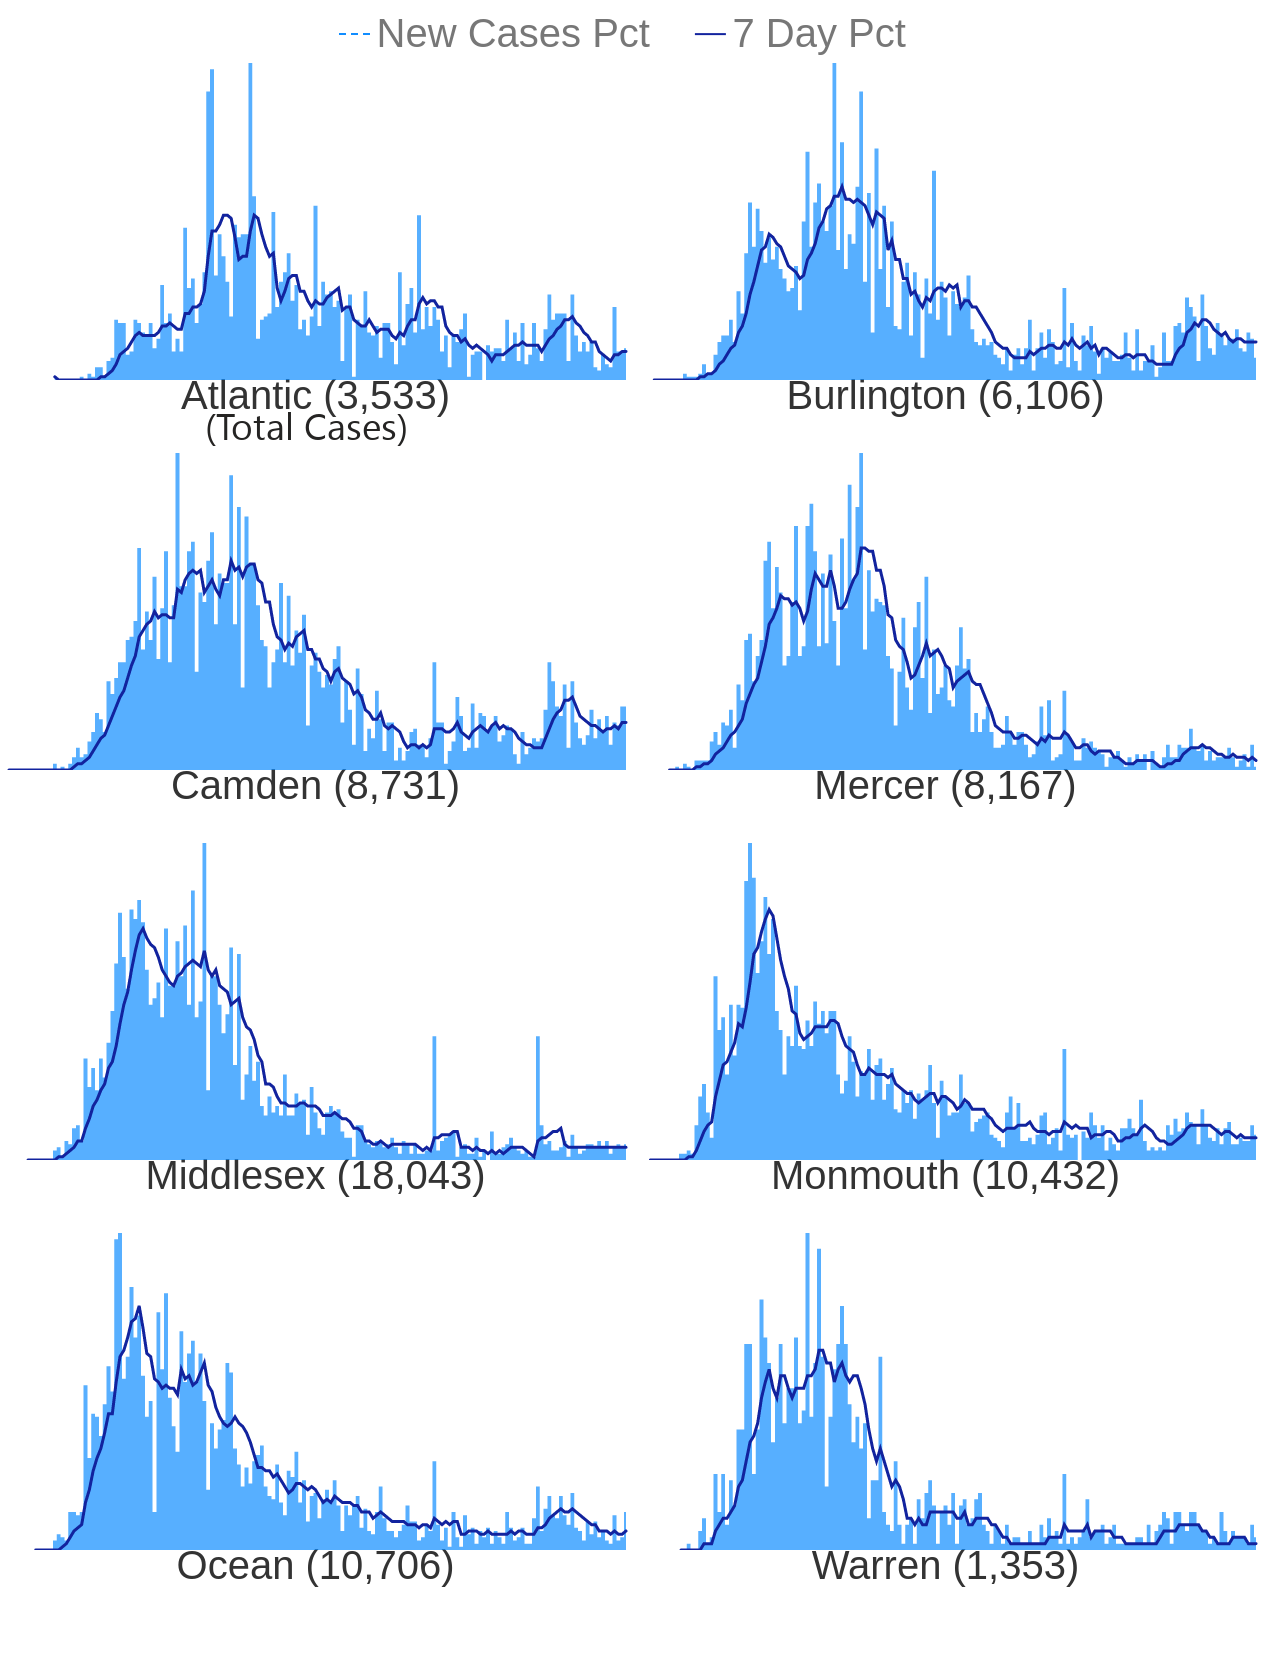 New Cases Pct 7 Day Pct
Atlantic (3,533) Burlington (6,106)
(Total Cases)
Camden (8,731) Mercer (8,167)
Middlesex (18,043) Monmouth (10,432)
Ocean (10,706) Warren (1,353)